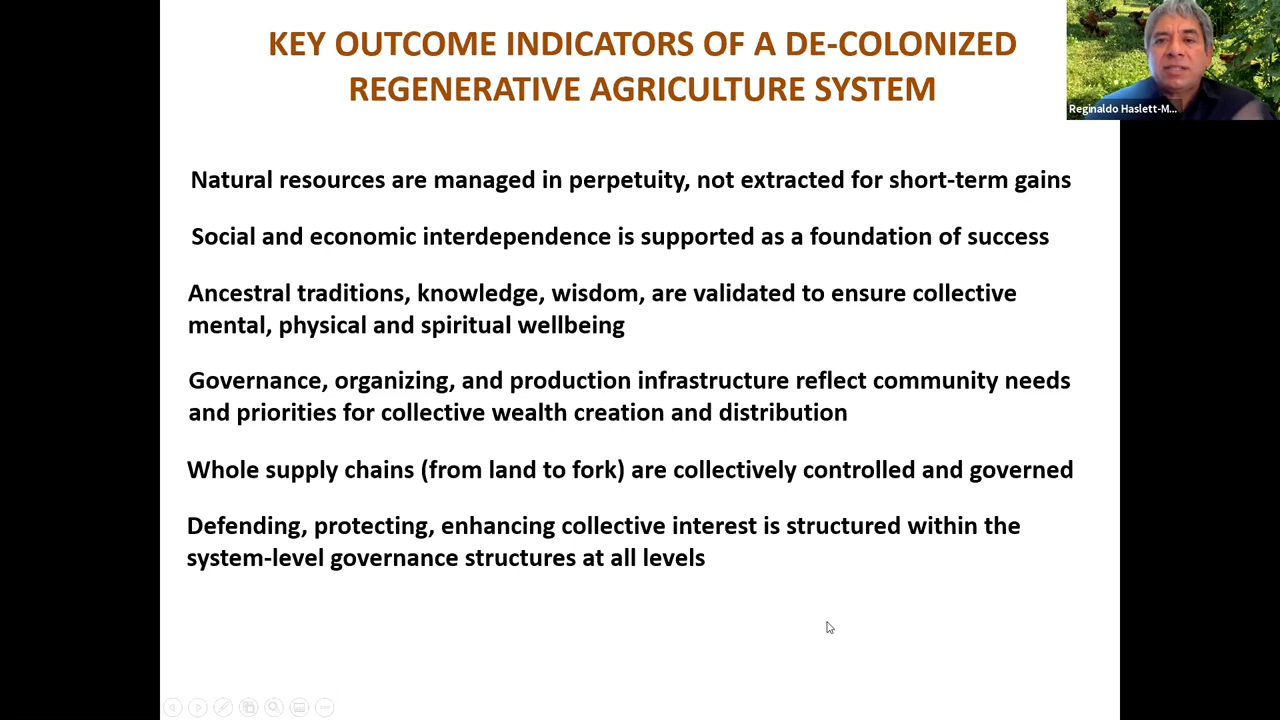 KEY OUTCOME INDICATORS OF A DE-COLONIZED
REGENERATIVE AGRICULTURE SYSTEM
Reginaldo Haslett-M...
Natural resources are managed in perpetuity, not extracted for short-term gains
Social and economic interdependence is supported as a foundation of success
Ancestral traditions, knowledge, wisdom, are validated to ensure collective
mental, physical and spiritual wellbeing
Governance, organizing, and production infrastructure reflect community needs
and priorities for collective wealth creation and distribution
Whole supply chains (from land to fork) are collectively controlled and governed
Defending, protecting, enhancing collective interest is structured within the
system-level governance structures at all levels